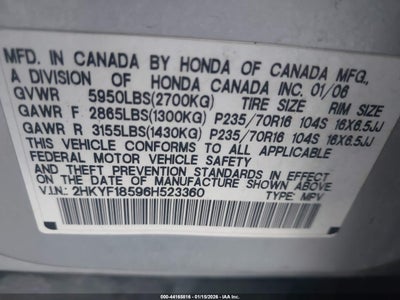 MFD. IN CANADA BY HONDA OF CANADA MFG.,
A DIVISION OF HONDA CANADA INC. 01/06
GVWR 5950LBS(2700KG) TIRE SIZE RIM SIZE
GAWR F 2865LBS(1300KG) P235/70R16 104S 16X6.5JJ
GAWR R 3155LBS(1430KG) P235/70R16 104S 16X6.5JJ
THIS VEHICLE CONFORMS TO ALL APPLICABLE
FEDERAL MOTOR VEHICLE SAFETY, BUMPER,
AND THEFT PREVENTION STANDARDS IN EFFECT
ON THE DATE OF MANUFACTURE SHOWN ABOVE.
V.I.N.: 2HKYF18596H523360 TYPE: MPV
000-44165016 - 01/15/2026 - IAA, Inc.